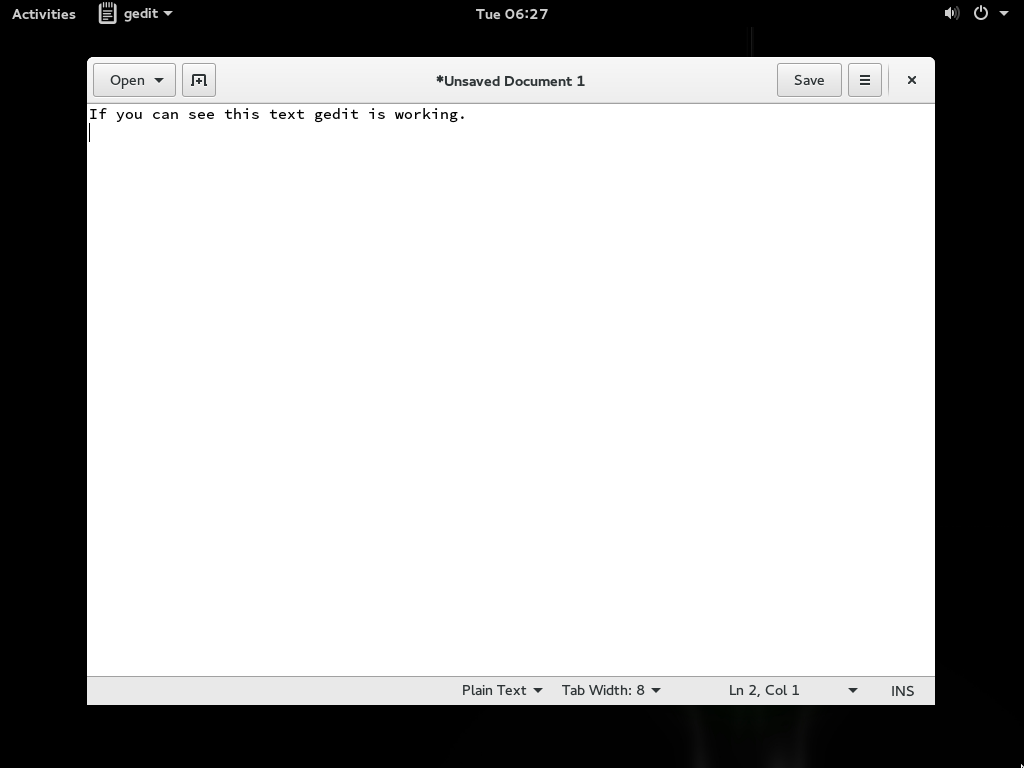 Activities gedit Tue 06:27
Open *Unsaved Document 1 Save
If you can see this text gedit is working.
Plain Text Tab Width: 8 Ln 2, Col 1 INS